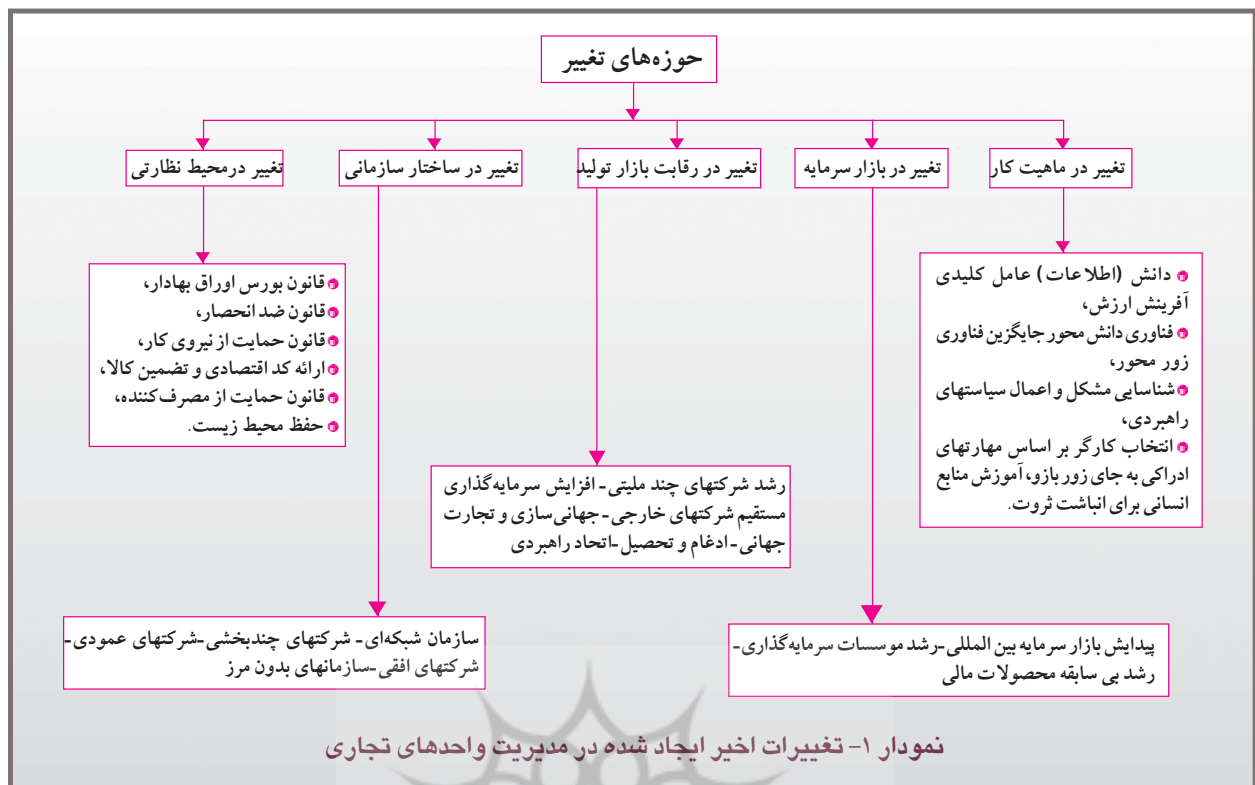 حوزه‌های تغییر
تغییر در ماهیت کار
تغییر در بازار سرمایه
تغییر در رقابت بازار تولید
تغییر در ساختار سازمانی
تغییر درمحیط نظارتی
دانش (اطلاعات) عامل کلیدی
آفرینش ارزش،
فناوری دانش محور جایگزین فناوری
زور محور،
شناسایی مشکل و اعمال سیاستهای
راهبردی،
انتخاب کارگر بر اساس مهارتهای
ادراکی به جای زور بازو، آموزش منابع
انسانی برای انباشت ثروت.
پیدایش بازار سرمایه بین المللی-رشد موسسات سرمایه‌گذاری-
رشد بی سابقه محصولات مالی
رشد شرکتهای چند ملیتی- افزایش سرمایه‌گذاری
مستقیم شرکتهای خارجی-جهانی‌سازی و تجارت
جهانی-ادغام و تحصیل-اتحاد راهبردی
سازمان شبکه‌ای- شرکتهای چندبخشی-شرکتهای عمودی-
شرکتهای افقی-سازمانهای بدون مرز
قانون بورس اوراق بهادار،
قانون ضد انحصار،
قانون حمایت از نیروی کار،
ارائه کد اقتصادی و تضمین کالا،
قانون حمایت از مصرف‌کننده،
حفظ محیط زیست.
نمودار ۱- تغییرات اخیر ایجاد شده در مدیریت واحدهای تجاری